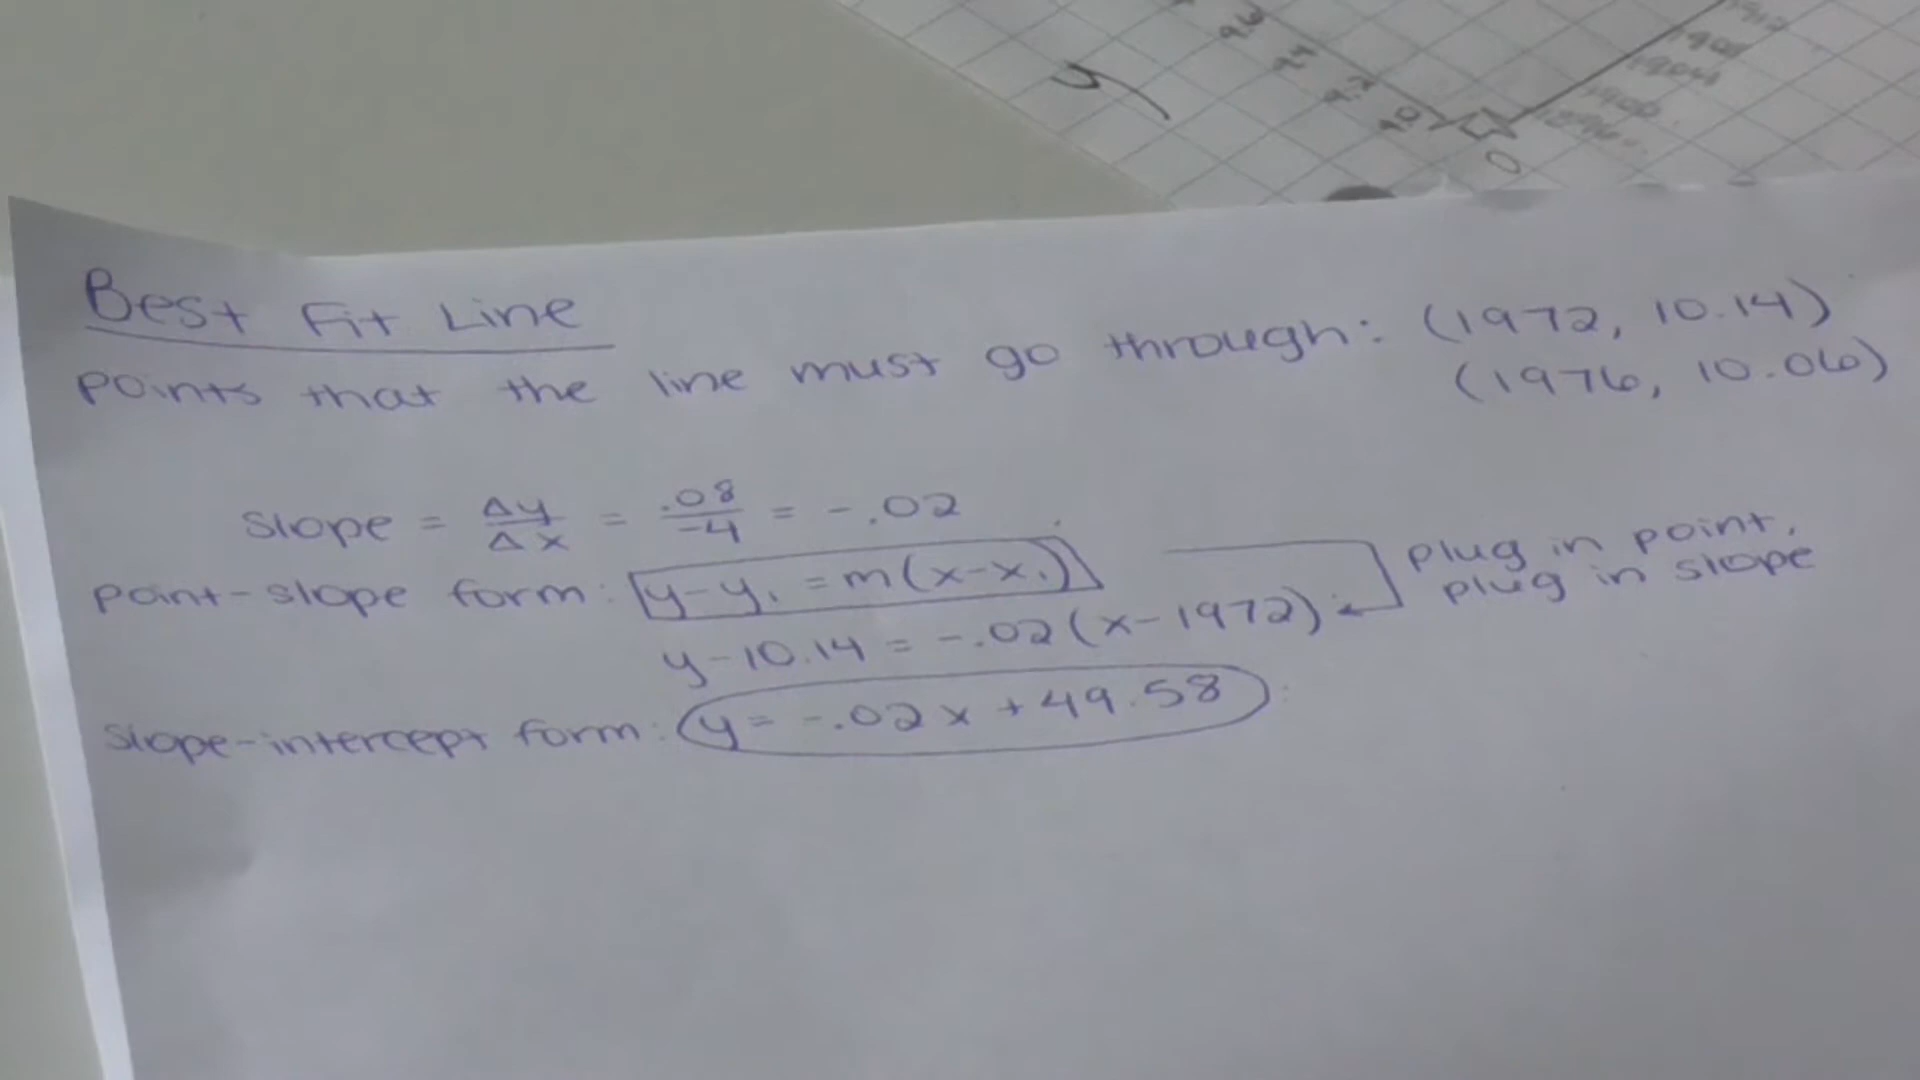 y
0
Best Fit Line
points that the line must go through: (1972, 10.14)
(1976, 10.06)
Slope = Δy/Δx = .08/-4 = -.02
point-slope form: y-y₁ = m(x-x₁)
plug in point,
plug in slope
y-10.14 = -.02(x-1972)
slope-intercept form: y= -.02x + 49.58